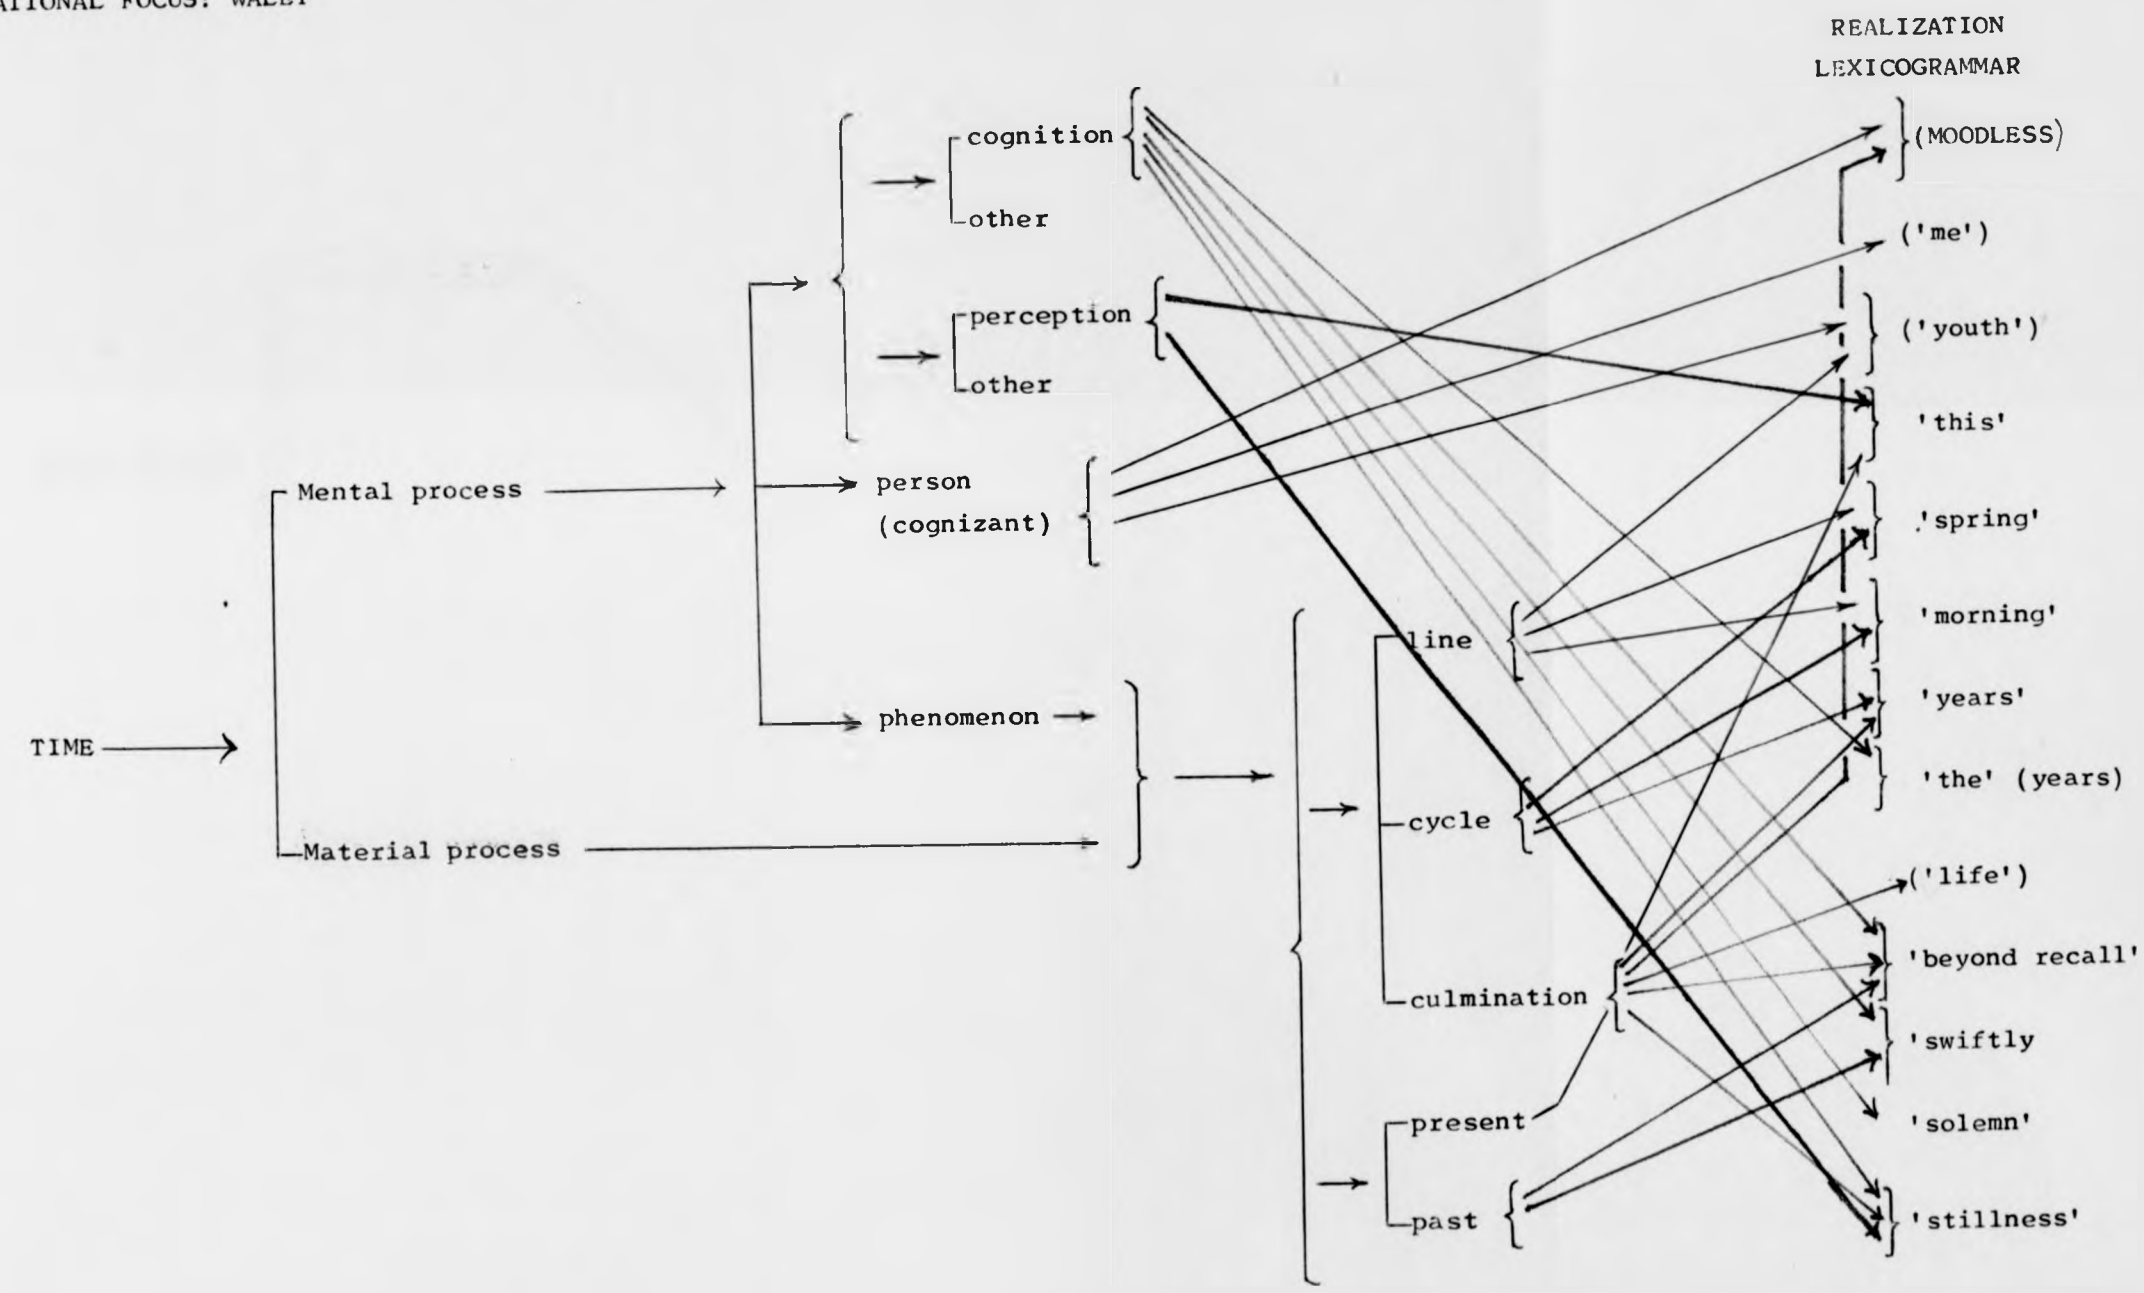 FOCUS:
REALIZATION
LEXICOGRAMMAR
cognition
(MOODLESS)
other
('me')
perception
('youth')
other
'this'
person
Mental process
(cognizant)
'spring'
'morning'
line
'years'
phenomenon
TIME
'the' (years)
cycle
Material process
('life')
'beyond recall'
culmination
'swiftly
present
'solemn'
past
'stillness'